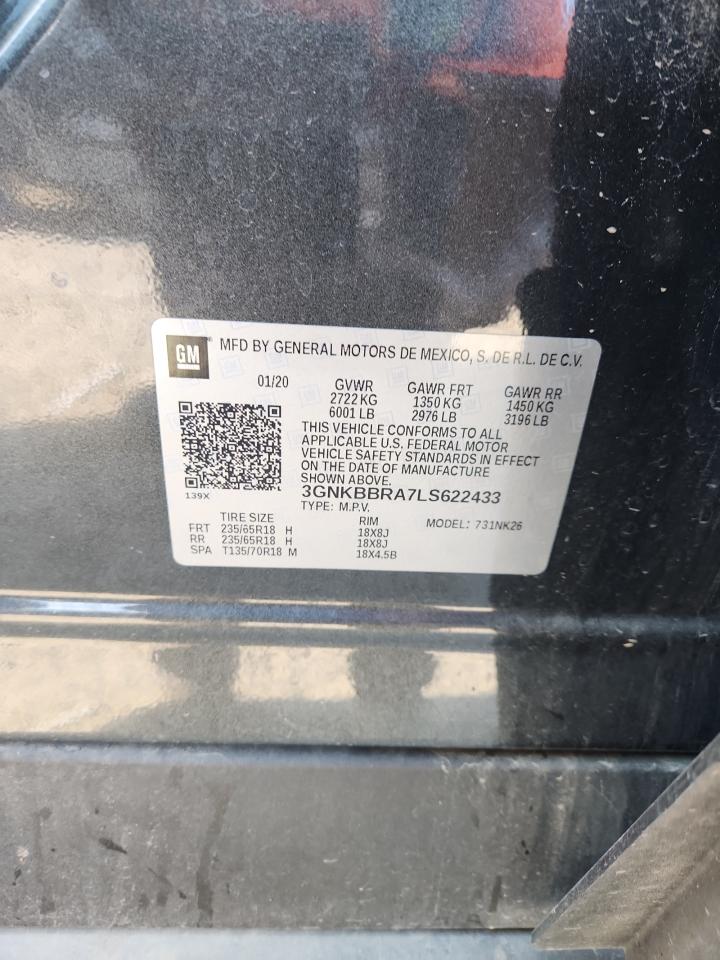 GM
MFD BY GENERAL MOTORS DE MEXICO, S. DE R.L. DE C.V.
01/20 GVWR GAWR FRT GAWR RR
2722 KG 1350 KG 1450 KG
6001 LB 2976 LB 3196 LB
THIS VEHICLE CONFORMS TO ALL
APPLICABLE U.S. FEDERAL MOTOR
VEHICLE SAFETY STANDARDS IN EFFECT
ON THE DATE OF MANUFACTURE
SHOWN ABOVE.
139X
3GNKBBRA7LS622433
TYPE: M.P.V.
TIRE SIZE RIM MODEL: 731NK26
FRT 235/65R18 H 18X8J
RR 235/65R18 H 18X8J
SPA T135/70R18 M 18X4.5B